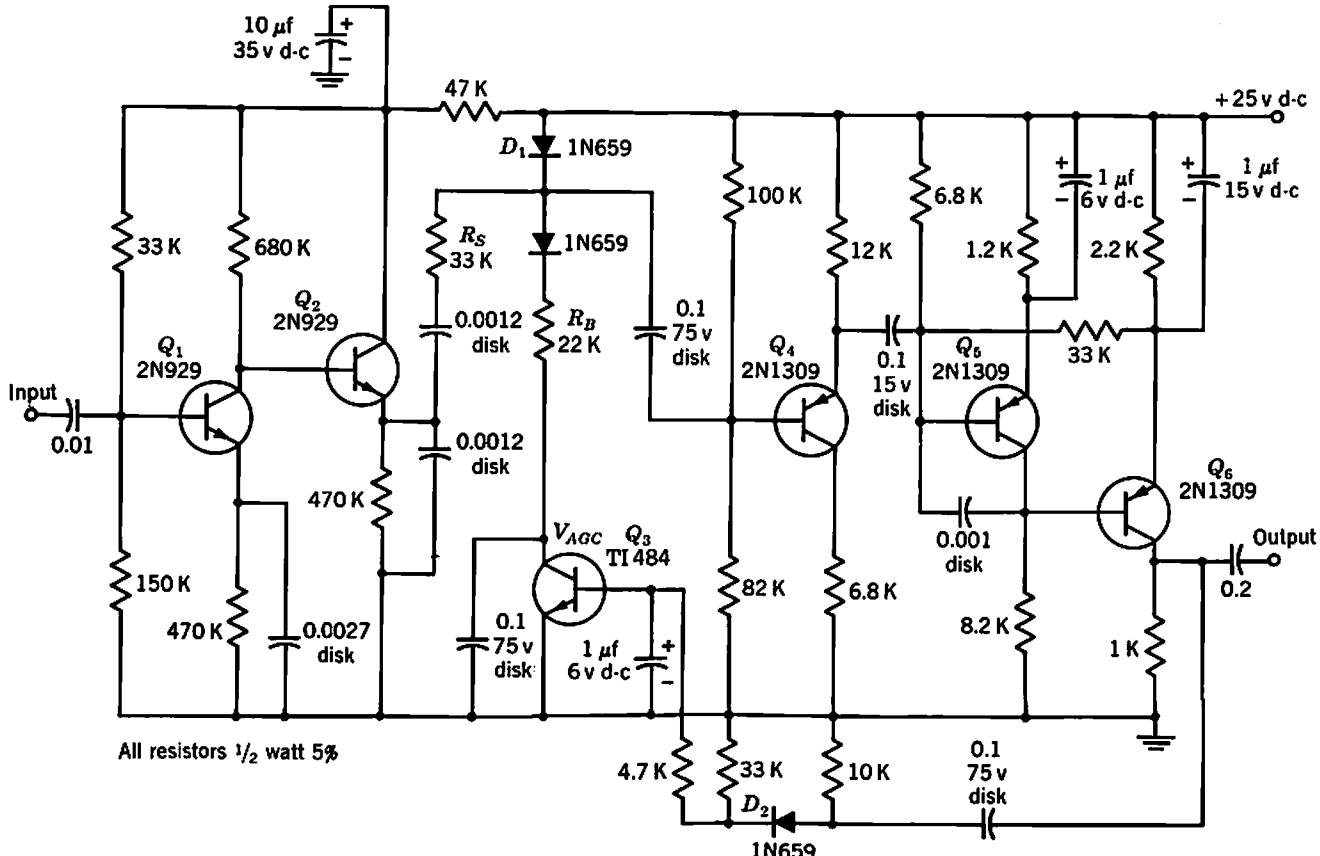 10 μf
35 v d-c
+
−
47 K
+25 v d-c
D₁
1N659
+
−
1 μf
6 v d-c
+
−
1 μf
15 v d-c
33 K
680 K
R_S
33 K
1N659
100 K
12 K
6.8 K
1.2 K
2.2 K
Q₂
2N929
0.0012
disk
R_B
22 K
0.1
75 v
disk
Q₁
2N929
Q₄
2N1309
0.1
15 v
disk
Q₅
2N1309
33 K
Input
0.01
0.0012
disk
470 K
Q₆
2N1309
V_AGC
Q₃
TI 484
0.001
disk
Output
0.2
150 K
470 K
0.0027
disk
0.1
75 v
disk
1 μf
6 v d-c
+
−
82 K
6.8 K
8.2 K
1 K
All resistors 1/2 watt 5%
4.7 K
33 K
10 K
0.1
75 v
disk
D₂
1N659